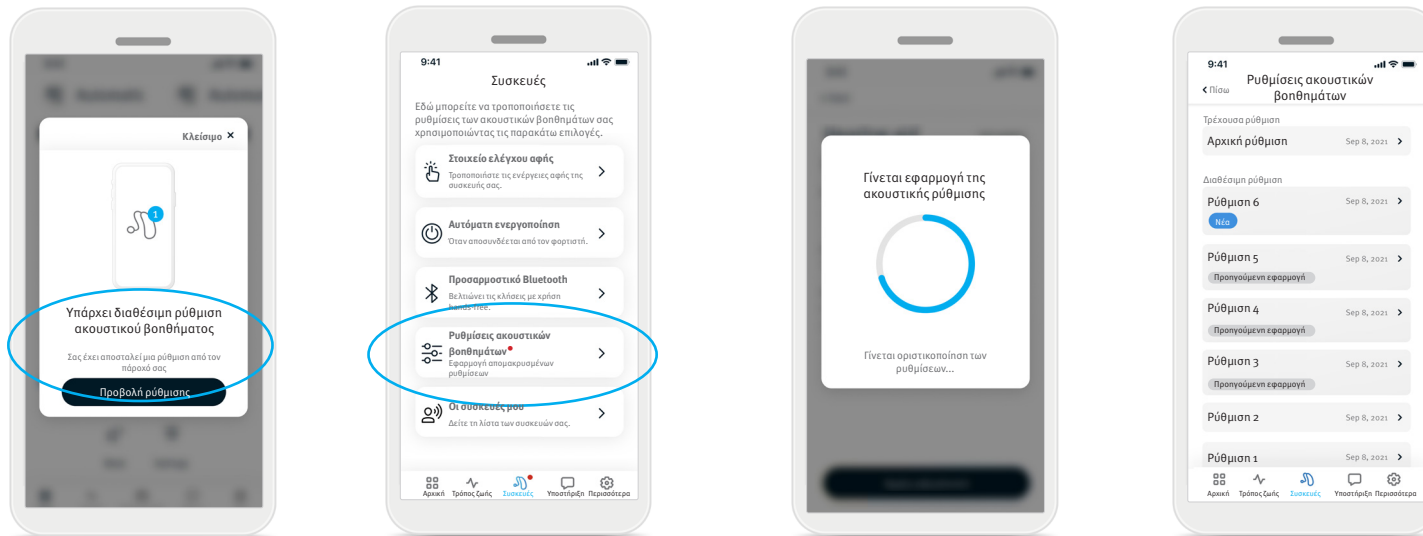 Κλείσιμο ×
1
Υπάρχει διαθέσιμη ρύθμιση
ακουστικού βοηθήματος
Σας έχει αποσταλεί μια ρύθμιση από τον
πάροχό σας
Προβολή ρύθμισης
9:41
Συσκευές
Εδώ μπορείτε να τροποποιήσετε τις
ρυθμίσεις των ακουστικών βοηθημάτων σας
χρησιμοποιώντας τις παρακάτω επιλογές.
Στοιχείο ελέγχου αφής
Τροποποιήστε τις ενέργειες αφής της
συσκευής σας.
Αυτόματη ενεργοποίηση
Όταν αποσυνδέεται από τον φορτιστή.
Προσαρμοστικό Bluetooth
Βελτιώνει τις κλήσεις με χρήση
hands-free.
Ρυθμίσεις ακουστικών
βοηθημάτων
Εφαρμογή απομακρυσμένων
ρυθμίσεων
Οι συσκευές μου
Δείτε τη λίστα των συσκευών σας.
Αρχική Τρόπος ζωής Συσκευές Υποστήριξη Περισσότερα
Γίνεται εφαρμογή της
ακουστικής ρύθμισης
Γίνεται οριστικοποίηση των
ρυθμίσεων...
9:41
Πίσω
Ρυθμίσεις ακουστικών
βοηθημάτων
Τρέχουσα ρύθμιση
Αρχική ρύθμιση Sep 8, 2021
Διαθέσιμη ρύθμιση
Ρύθμιση 6 Sep 8, 2021
Νέα
Ρύθμιση 5 Sep 8, 2021
Προηγούμενη εφαρμογή
Ρύθμιση 4 Sep 8, 2021
Προηγούμενη εφαρμογή
Ρύθμιση 3 Sep 8, 2021
Προηγούμενη εφαρμογή
Ρύθμιση 2 Sep 8, 2021
Ρύθμιση 1 Sep 8, 2021
Αρχική Τρόπος ζωής Συσκευές Υποστήριξη Περισσότερα